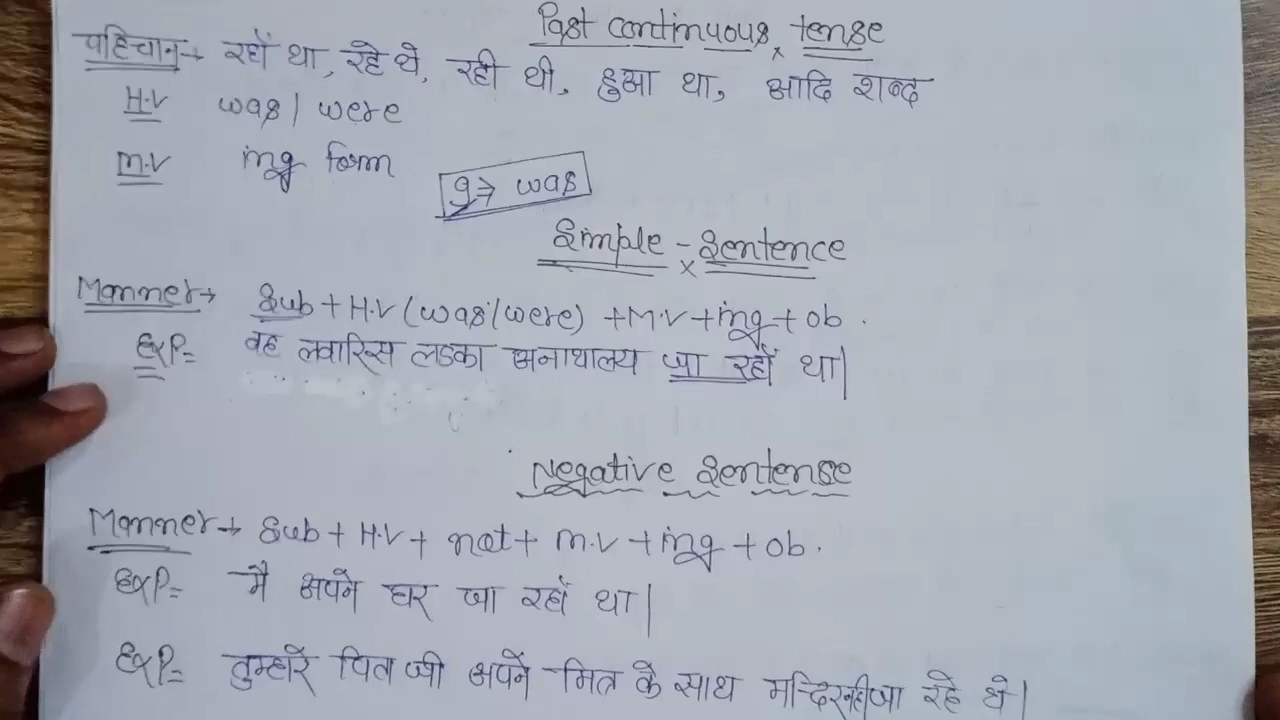 Past continuous tense
पहिचान→ रहाँ था, रहे थे, रही थी, हुआ था, आदि शब्द
H.V was/were
M.V ing form
I→ was
Simple - Sentence
Manner→ Sub + H.V (was/were) + M.V + ing + ob.
Exp= वह लवारिस लडका अनाथालय जा रहाँ था|
Negative Sentense
Manner→ Sub + H.V + not + M.V + ing + ob.
Exp= मै अपने घर जा रहाँ था|
Exp= तुम्हारे पिता जी अपने मित्र के साथ मन्दिर नही जा रहे थे|